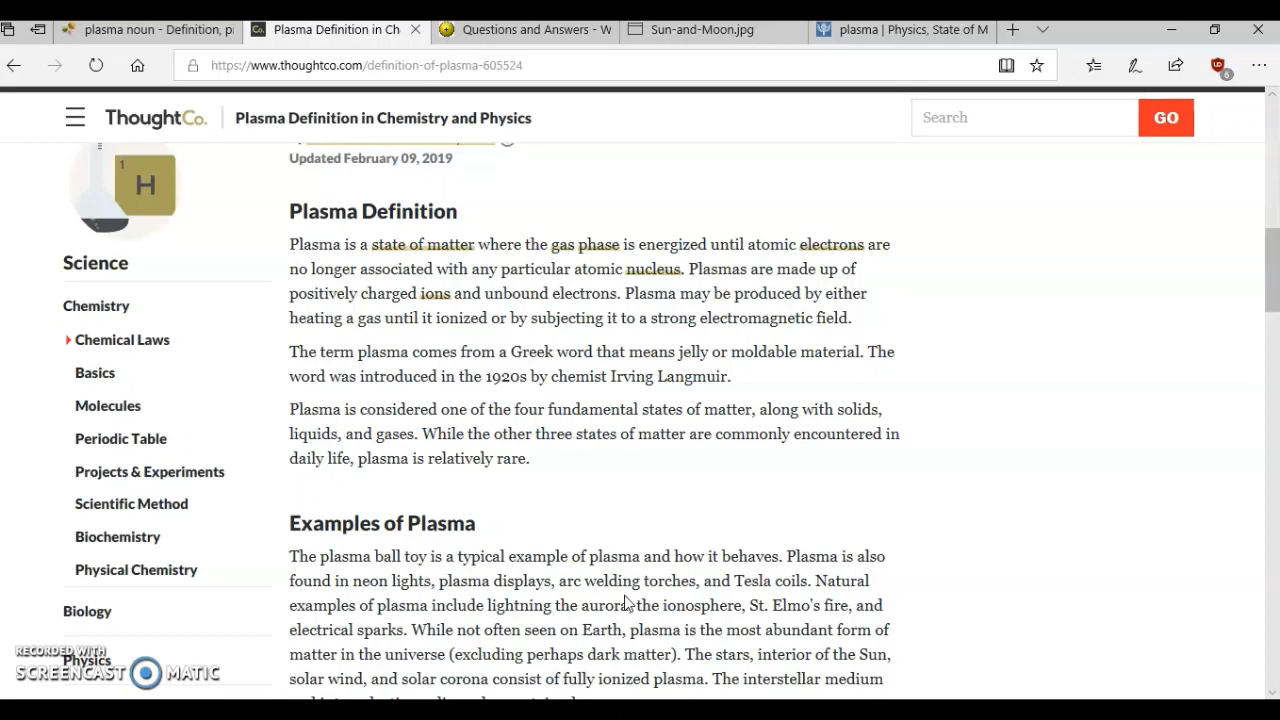 plasma noun - Definition, pi
Co. Plasma Definition in Ch
Questions and Answers - W
Sun-and-Moon.jpg
plasma | Physics, State of M
https://www.thoughtco.com/definition-of-plasma-605524
6
ThoughtCo.
Plasma Definition in Chemistry and Physics
Search
GO
Updated February 09, 2019
1
H
Plasma Definition
Plasma is a state of matter where the gas phase is energized until atomic electrons are
no longer associated with any particular atomic nucleus. Plasmas are made up of
positively charged ions and unbound electrons. Plasma may be produced by either
heating a gas until it ionized or by subjecting it to a strong electromagnetic field.
The term plasma comes from a Greek word that means jelly or moldable material. The
word was introduced in the 1920s by chemist Irving Langmuir.
Plasma is considered one of the four fundamental states of matter, along with solids,
liquids, and gases. While the other three states of matter are commonly encountered in
daily life, plasma is relatively rare.
Examples of Plasma
The plasma ball toy is a typical example of plasma and how it behaves. Plasma is also
found in neon lights, plasma displays, arc welding torches, and Tesla coils. Natural
examples of plasma include lightning the aurora, the ionosphere, St. Elmo's fire, and
electrical sparks. While not often seen on Earth, plasma is the most abundant form of
matter in the universe (excluding perhaps dark matter). The stars, interior of the Sun,
solar wind, and solar corona consist of fully ionized plasma. The interstellar medium
Science
Chemistry
Chemical Laws
Basics
Molecules
Periodic Table
Projects & Experiments
Scientific Method
Biochemistry
Physical Chemistry
Biology
Physics
RECORDED WITH
SCREENCAST MATIC